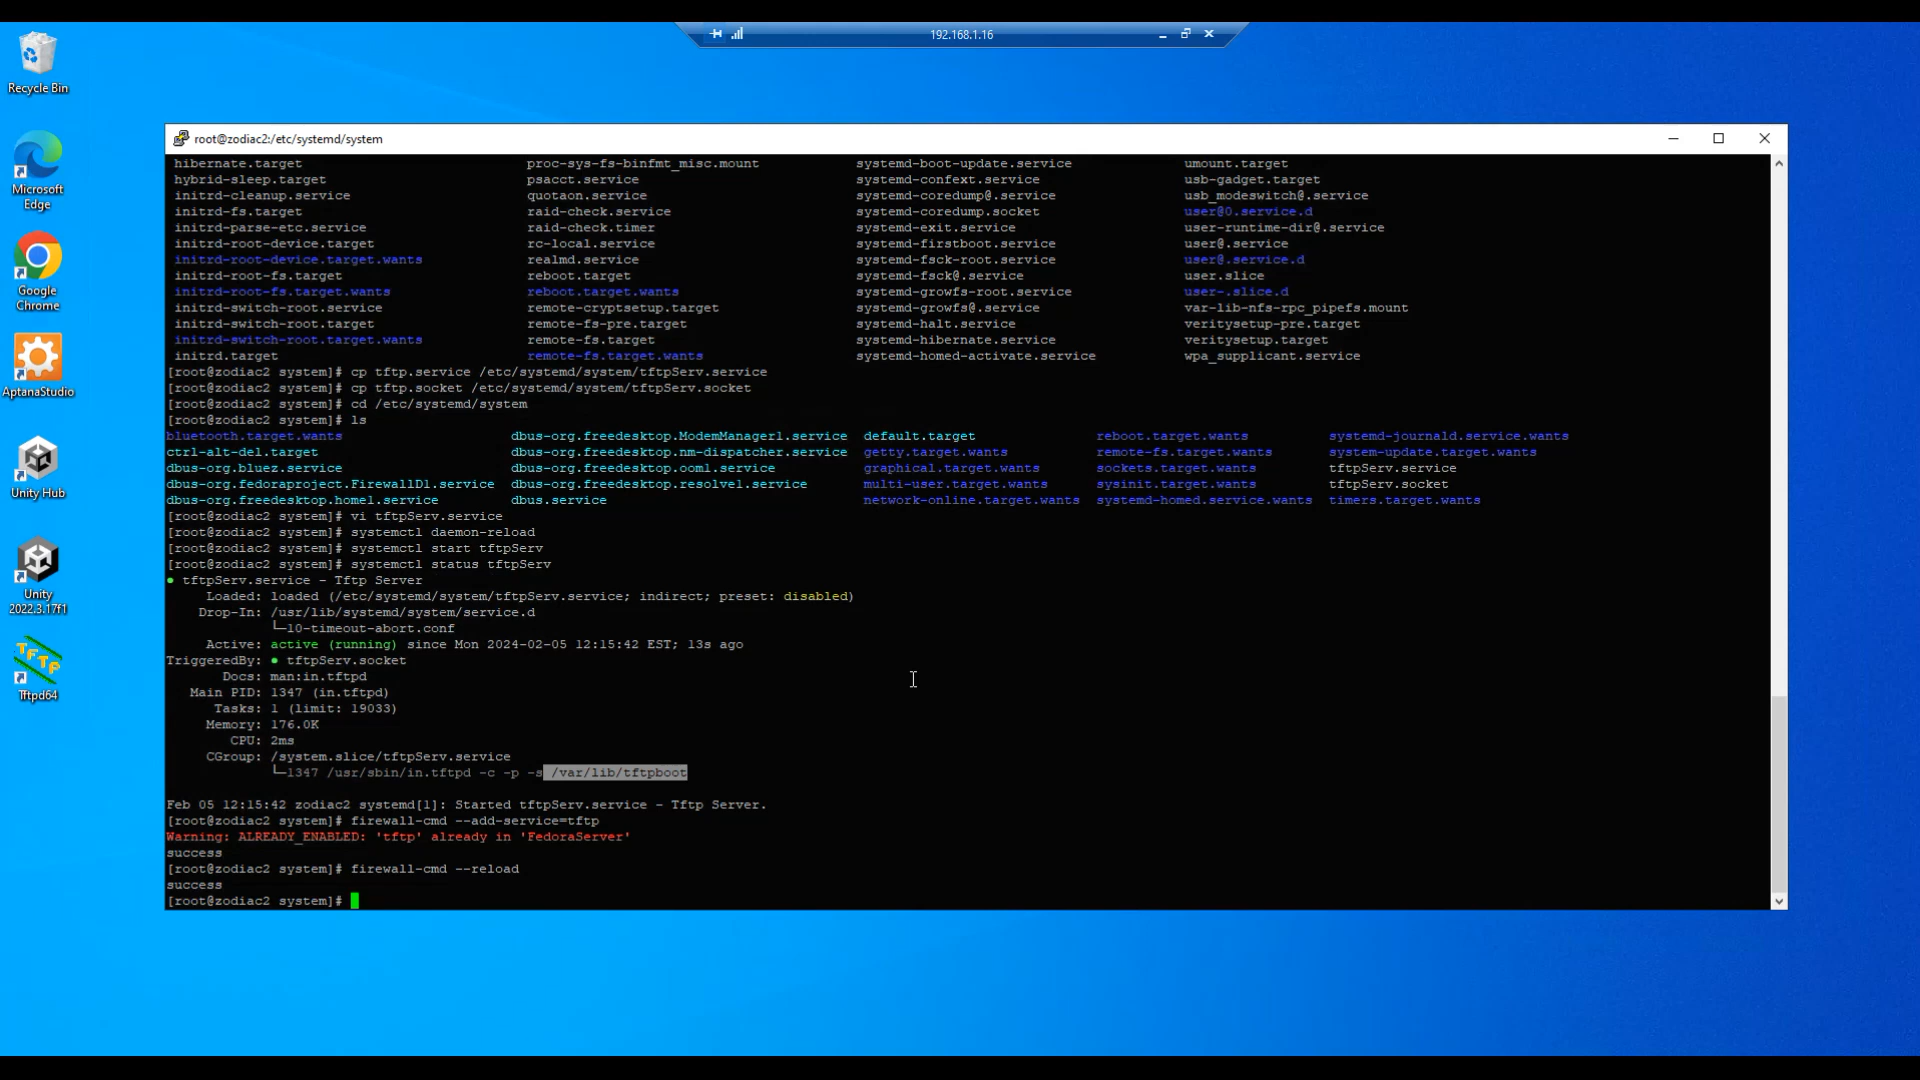 192.168.1.16
Recycle Bin
Microsoft
Edge
Google
Chrome
AptanaStudio
Unity Hub
Unity
2022.3.17f1
TFTP
Tftpd64
root@zodiac2:/etc/systemd/system
hibernate.target proc-sys-fs-binfmt_misc.mount systemd-boot-update.service umount.target
hybrid-sleep.target psacct.service systemd-confext.service usb-gadget.target
initrd-cleanup.service quotaon.service systemd-coredump@.service usb_modeswitch@.service
initrd-fs.target raid-check.service systemd-coredump.socket user@0.service.d
initrd-parse-etc.service raid-check.timer systemd-exit.service user-runtime-dir@.service
initrd-root-device.target rc-local.service systemd-firstboot.service user@.service
initrd-root-device.target.wants realmd.service systemd-fsck-root.service user@.service.d
initrd-root-fs.target reboot.target systemd-fsck@.service user.slice
initrd-root-fs.target.wants reboot.target.wants systemd-growfs-root.service user-.slice.d
initrd-switch-root.service remote-cryptsetup.target systemd-growfs@.service var-lib-nfs-rpc_pipefs.mount
initrd-switch-root.target remote-fs-pre.target systemd-halt.service veritysetup-pre.target
initrd-switch-root.target.wants remote-fs.target systemd-hibernate.service veritysetup.target
initrd.target remote-fs.target.wants systemd-homed-activate.service wpa_supplicant.service
[root@zodiac2 system]# cp tftp.service /etc/systemd/system/tftpServ.service
[root@zodiac2 system]# cp tftp.socket /etc/systemd/system/tftpServ.socket
[root@zodiac2 system]# cd /etc/systemd/system
[root@zodiac2 system]# ls
bluetooth.target.wants dbus-org.freedesktop.ModemManager1.service default.target reboot.target.wants systemd-journald.service.wants
ctrl-alt-del.target dbus-org.freedesktop.nm-dispatcher.service getty.target.wants remote-fs.target.wants system-update.target.wants
dbus-org.bluez.service dbus-org.freedesktop.oom1.service graphical.target.wants sockets.target.wants tftpServ.service
dbus-org.fedoraproject.FirewallD1.service dbus-org.freedesktop.resolve1.service multi-user.target.wants sysinit.target.wants tftpServ.socket
dbus-org.freedesktop.home1.service dbus.service network-online.target.wants systemd-homed.service.wants timers.target.wants
[root@zodiac2 system]# vi tftpServ.service
[root@zodiac2 system]# systemctl daemon-reload
[root@zodiac2 system]# systemctl start tftpServ
[root@zodiac2 system]# systemctl status tftpServ
● tftpServ.service - Tftp Server
Loaded: loaded (/etc/systemd/system/tftpServ.service; indirect; preset: disabled)
Drop-In: /usr/lib/systemd/system/service.d
└─10-timeout-abort.conf
Active: active (running) since Mon 2024-02-05 12:15:42 EST; 13s ago
TriggeredBy: ● tftpServ.socket
Docs: man:in.tftpd
Main PID: 1347 (in.tftpd)
Tasks: 1 (limit: 19033)
Memory: 176.0K
CPU: 2ms
CGroup: /system.slice/tftpServ.service
└─1347 /usr/sbin/in.tftpd -c -p -s /var/lib/tftpboot
Feb 05 12:15:42 zodiac2 systemd[1]: Started tftpServ.service - Tftp Server.
[root@zodiac2 system]# firewall-cmd --add-service=tftp
Warning: ALREADY_ENABLED: 'tftp' already in 'FedoraServer'
success
[root@zodiac2 system]# firewall-cmd --reload
success
[root@zodiac2 system]#